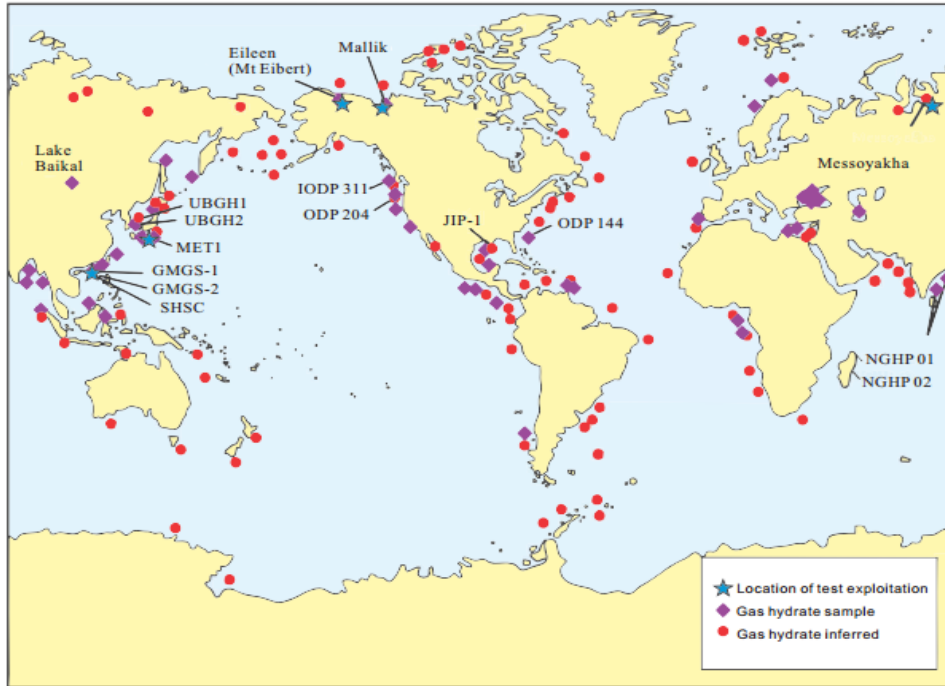 Eileen
(Mt Eibert)
Mallik
Lake
Baikal
Messoyakha
IODP 311
UBGH1
ODP 204
UBGH2
JIP-1
ODP 144
MET1
GMGS-1
GMGS-2
SHSC
NGHP 01
NGHP 02
Location of test exploitation
Gas hydrate sample
Gas hydrate inferred